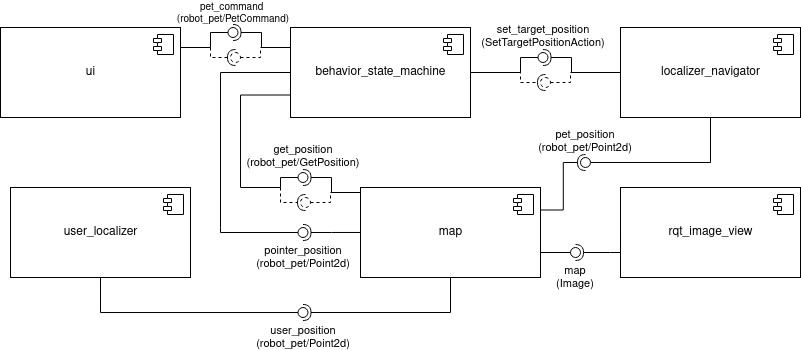 pet_command
(robot_pet/PetCommand)
ui
behavior_state_machine
set_target_position
(SetTargetPositionAction)
localizer_navigator
pet_position
(robot_pet/Point2d)
get_position
(robot_pet/GetPosition)
user_localizer
map
rqt_image_view
pointer_position
(robot_pet/Point2d)
map
(Image)
user_position
(robot_pet/Point2d)